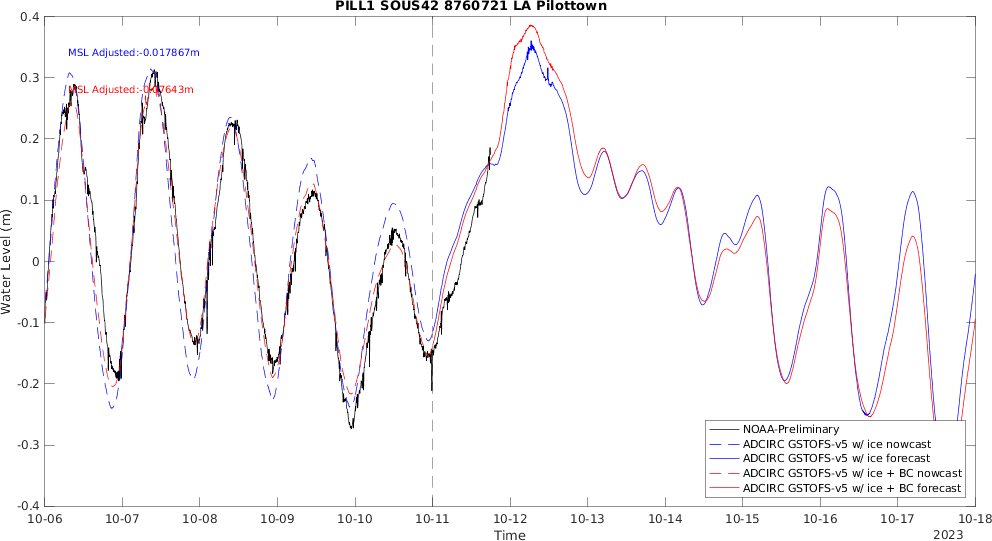 PILL1 SOUS42 8760721 LA Pilottown
MSL Adjusted:-0.017867m
MSL Adjusted:-0.07643m
Water Level (m)
0.4
0.3
0.2
0.1
0
-0.1
-0.2
-0.3
-0.4
NOAA-Preliminary
ADCIRC GSTOFS-v5 w/ ice nowcast
ADCIRC GSTOFS-v5 w/ ice forecast
ADCIRC GSTOFS-v5 w/ ice + BC nowcast
ADCIRC GSTOFS-v5 w/ ice + BC forecast
10-06 10-07 10-08 10-09 10-10 10-11 10-12 10-13 10-14 10-15 10-16 10-17 10-18
Time
2023